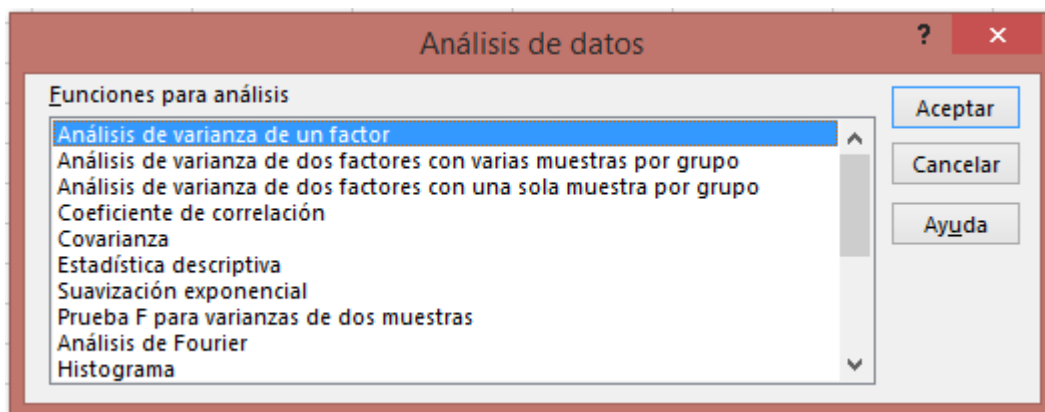 Análisis de datos
?
×
Funciones para análisis
Análisis de varianza de un factor
Análisis de varianza de dos factores con varias muestras por grupo
Análisis de varianza de dos factores con una sola muestra por grupo
Coeficiente de correlación
Covarianza
Estadística descriptiva
Suavización exponencial
Prueba F para varianzas de dos muestras
Análisis de Fourier
Histograma
Aceptar
Cancelar
Ayuda